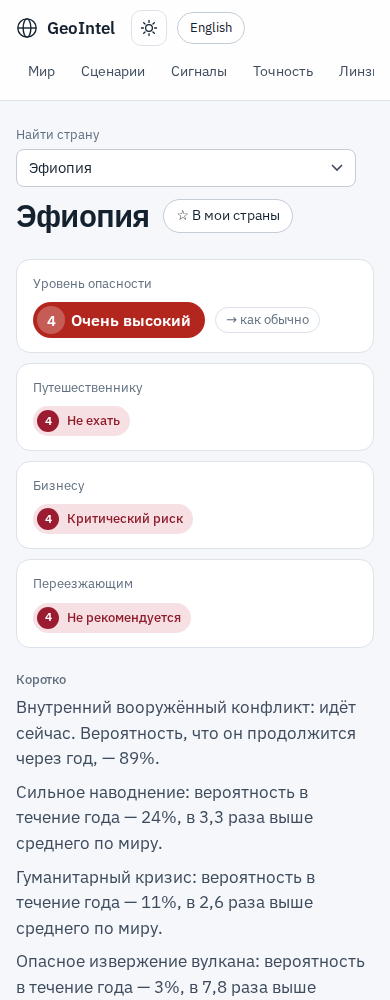 GeoIntel
English
Мир Сценарии Сигналы Точность
Найти страну
Эфиопия
Эфиопия
☆ В мои страны
Уровень опасности
4 Очень высокий
→ как обычно
Путешественнику
4 Не ехать
Бизнесу
4 Критический риск
Переезжающим
4 Не рекомендуется
Коротко
Внутренний вооружённый конфликт: идёт
сейчас. Вероятность, что он продолжится
через год, — 89%.
Сильное наводнение: вероятность в
течение года — 24%, в 3,3 раза выше
среднего по миру.
Гуманитарный кризис: вероятность в
течение года — 11%, в 2,6 раза выше
среднего по миру.
Опасное извержение вулкана: вероятность
в течение года — 3%, в 7,8 раза выше